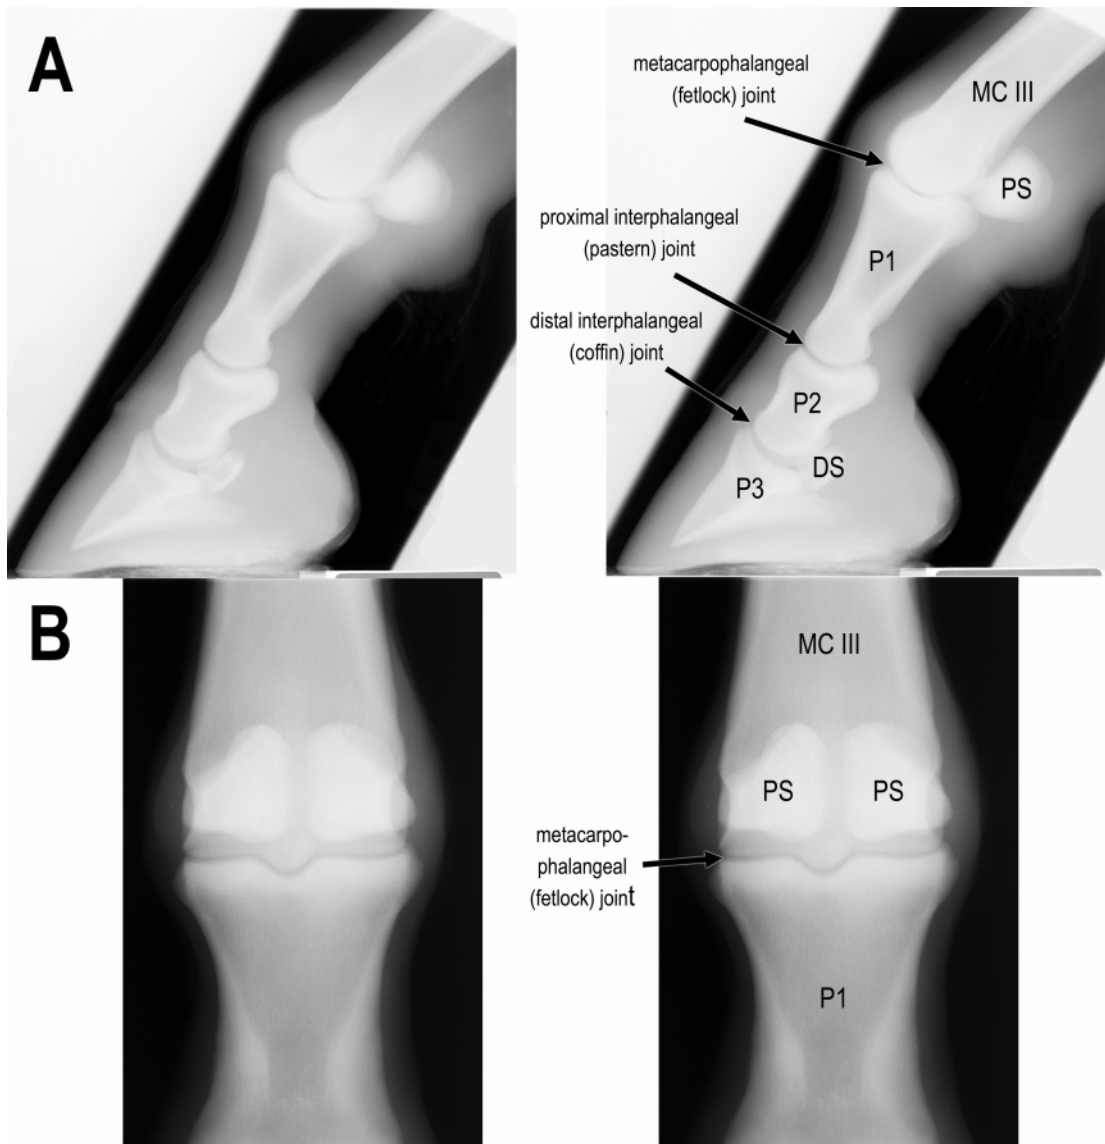 A
metacarpophalangeal
(fetlock) joint
MC III
PS
proximal interphalangeal
(pastern) joint
P1
distal interphalangeal
(coffin) joint
P2
DS
P3
B
MC III
PS
PS
metacarpo-
phalangeal
(fetlock) joint
P1